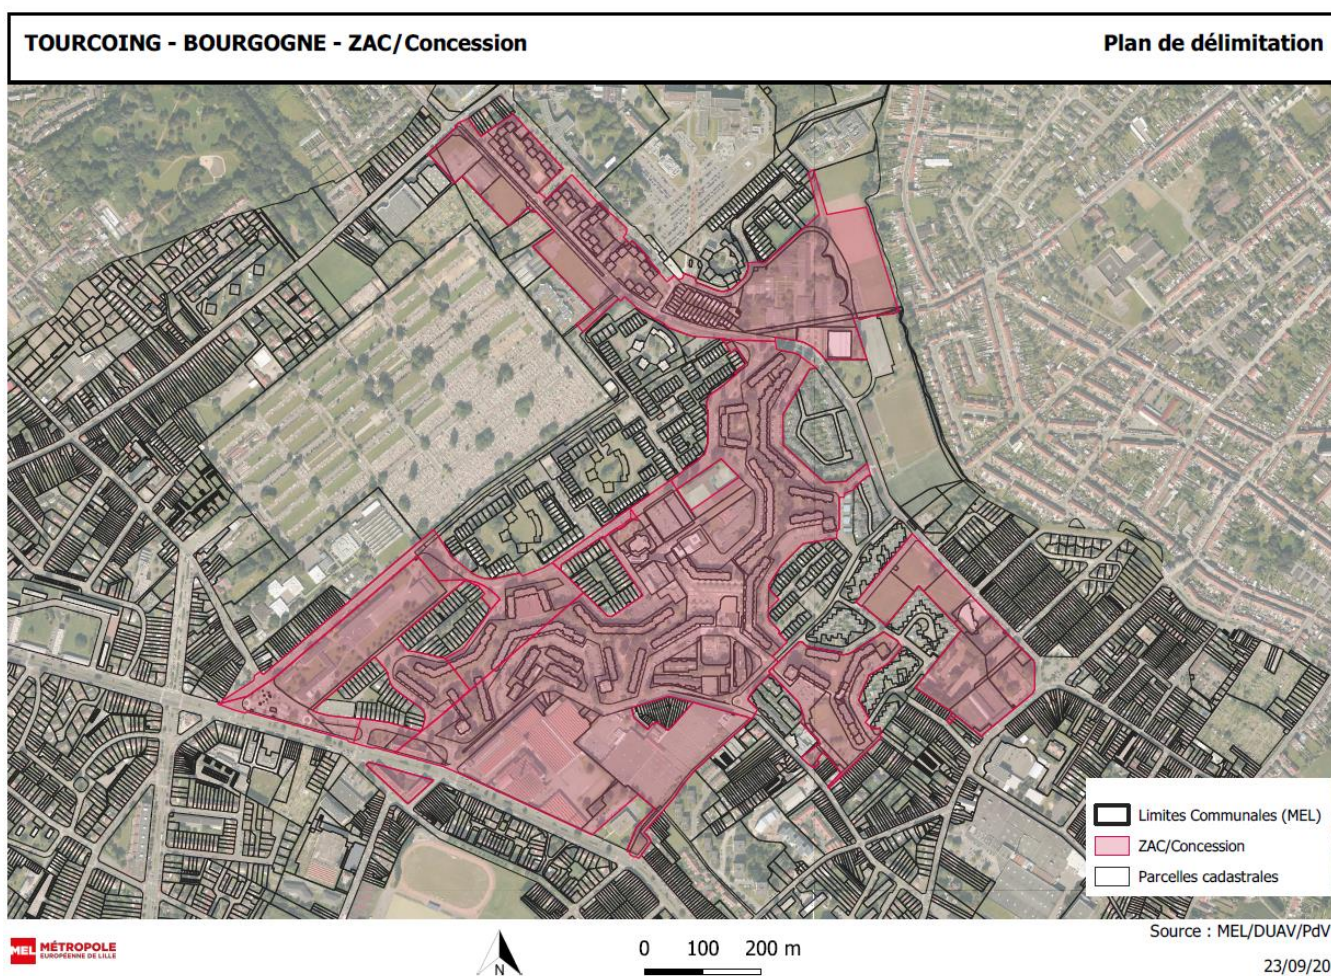 TOURCOING - BOURGOGNE - ZAC/Concession
Plan de délimitation
Limites Communales (MEL)
ZAC/Concession
Parcelles cadastrales
MEL MÉTROPOLE
EUROPÉENNE DE LILLE
N
0 100 200 m
Source : MEL/DUAV/PdV
23/09/20